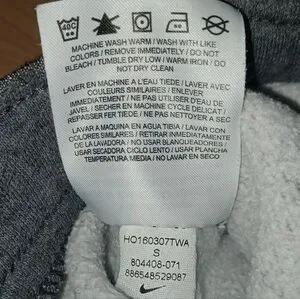 40C
MACHINE WASH WARM / WASH WITH LIKE
COLORS / REMOVE IMMEDIATELY / DO NOT
BLEACH / TUMBLE DRY LOW / WARM IRON / DO
NOT DRY CLEAN
LAVER EN MACHINE A L'EAU TIEDE / LAVER AVEC
COULEURS SIMILAIRES / ENLEVER
IMMEDIATEMENT / NE PAS UTILISER D'EAU DE
JAVEL / SECHER EN MACHINE CYCLE DELICAT /
FER A REPASSER TIEDE / NE PAS NETTOYER A SEC
LAVAR A MAQUINA EN AGUA TIBIA / LAVAR CON
COLORES SIMILARES / RETIRAR INMEDIATAMENTE
DE LA LAVADORA / NO USAR BLANQUEADORES /
USAR SECADORA CICLO LENTO / USAR PLANCHA
TEMPERATURA MEDIA / NO LAVAR EN SECO
HO160307TWA
S
804408-071
886548529087